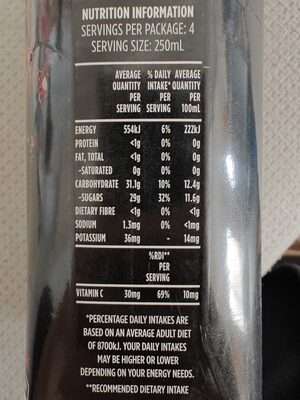 NUTRITION INFORMATION
SERVINGS PER PACKAGE: 4
SERVING SIZE: 250mL
AVERAGE % DAILY AVERAGE
QUANTITY INTAKE* QUANTITY
PER PER PER
SERVING SERVING 100mL
ENERGY 554kJ 6% 222kJ
PROTEIN <1g 0% 0g
FAT, TOTAL <1g 0% 0g
-SATURATED 0g 0% 0g
CARBOHYDRATE 31.1g 10% 12.4g
-SUGARS 29g 32% 11.6g
DIETARY FIBRE <1g 0% <1g
SODIUM 1.3mg 0% <1mg
POTASSIUM 36mg - 14mg
%RDI**
PER
SERVING
VITAMIN C 30mg 69% 10mg
*PERCENTAGE DAILY INTAKES ARE
BASED ON AN AVERAGE ADULT DIET
OF 8700kJ. YOUR DAILY INTAKES
MAY BE HIGHER OR LOWER
DEPENDING ON YOUR ENERGY NEEDS.
**RECOMMENDED DIETARY INTAKE